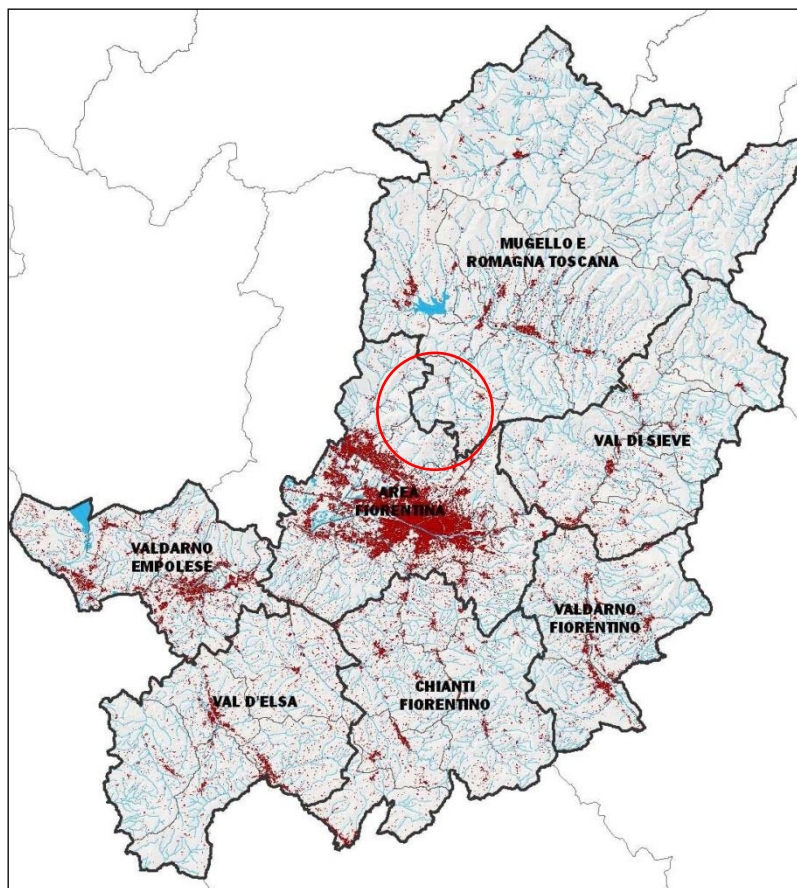 MUGELLO E
ROMAGNA TOSCANA
VAL DI SIEVE
AREA
FIORENTINA
VALDARNO
EMPOLESE
VALDARNO
FIORENTINO
VAL D'ELSA
CHIANTI
FIORENTINO